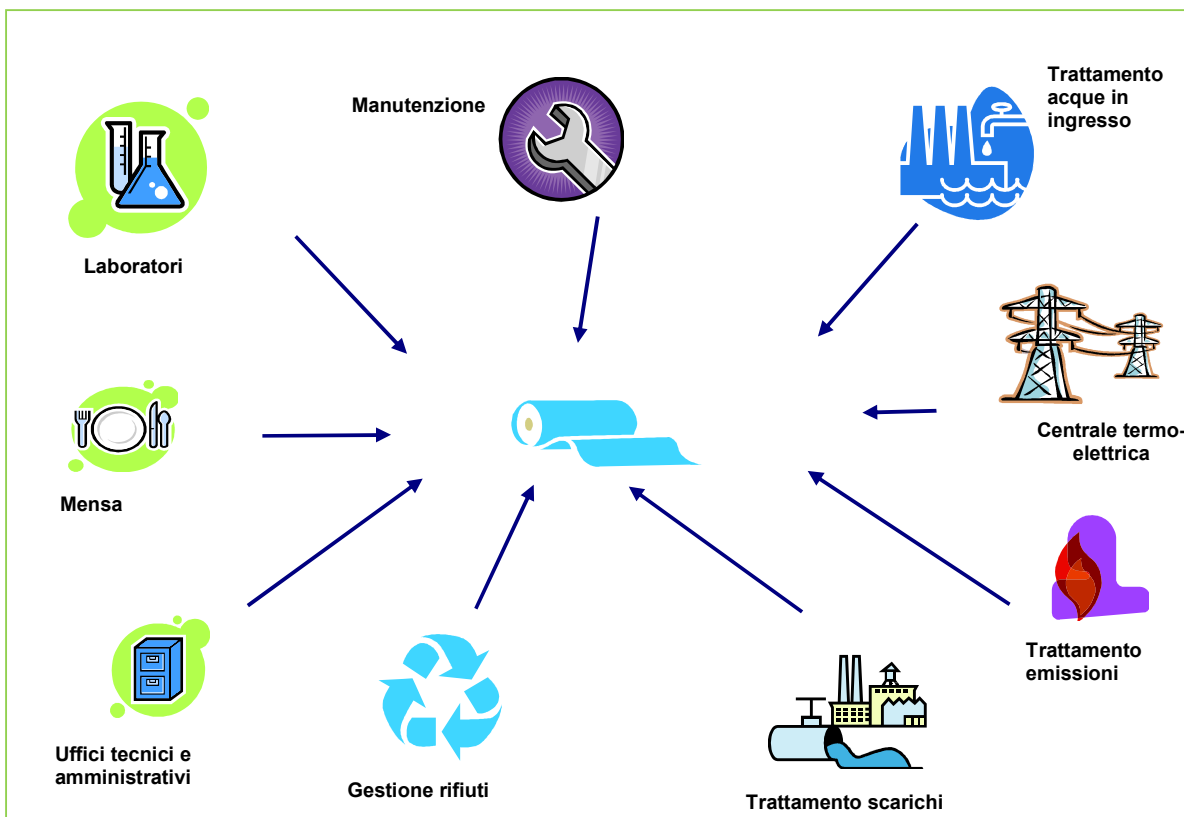 Manutenzione
Trattamento
acque in
ingresso
Laboratori
Centrale termo-
elettrica
Mensa
Trattamento
emissioni
Uffici tecnici e
amministrativi
Gestione rifiuti
Trattamento scarichi